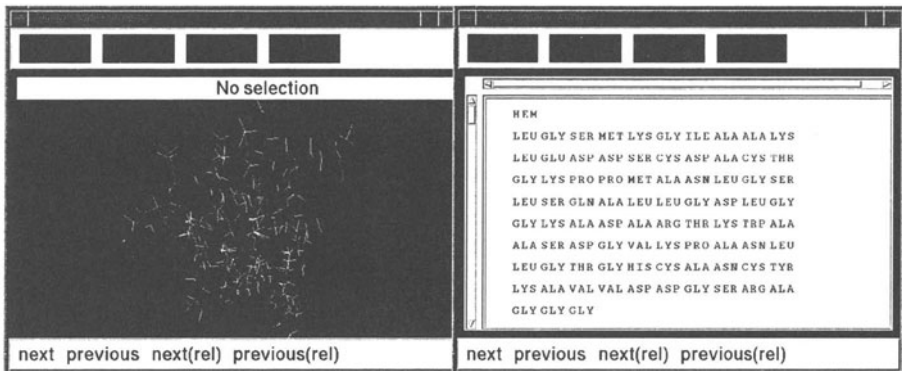 No selection
next previous next(rel) previous(rel)
HEM
LEU GLY SER MET LYS GLY ILE ALA ALA LYS
LEU GLU ASP ASP SER CYS ASP ALA CYS THR
GLY LYS PRO PRO MET ALA ASN LEU GLY SER
LEU SER GLN ALA LEU LEU GLY ASP LEU GLY
GLY LYS ALA ASP ALA ARG THR LYS TRP ALA
ALA SER ASP GLY VAL LYS PRO ALA ASN LEU
LEU GLY THR GLY HIS CYS ALA ASN CYS TYR
LYS ALA VAL VAL ASP ASP GLY SER ARG ALA
GLY GLY GLY
next previous next(rel) previous(rel)